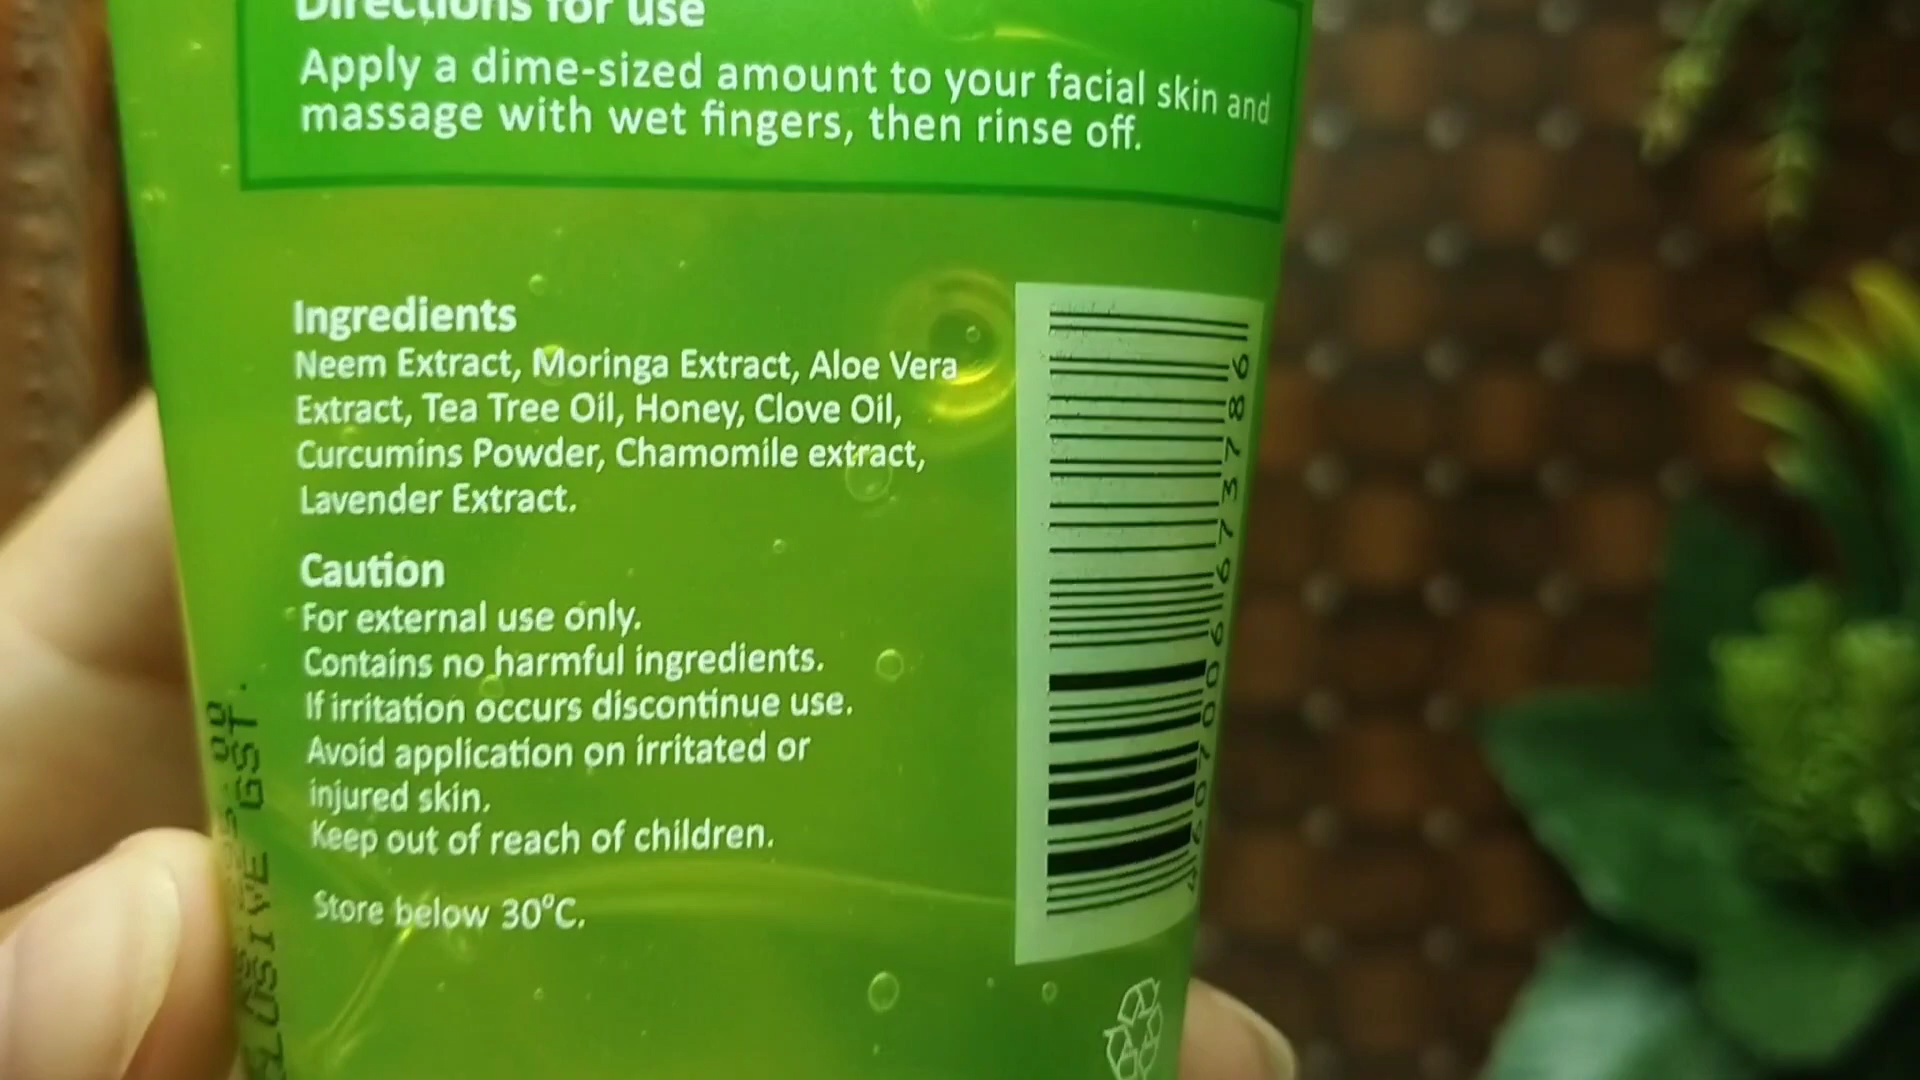 Directions for use
Apply a dime-sized amount to your facial skin and
massage with wet fingers, then rinse off.
Ingredients
Neem Extract, Moringa Extract, Aloe Vera
Extract, Tea Tree Oil, Honey, Clove Oil,
Curcumins Powder, Chamomile extract,
Lavender Extract.
Caution
For external use only.
Contains no harmful ingredients.
If irritation occurs discontinue use.
Avoid application on irritated or
injured skin.
Keep out of reach of children.
Store below 30°C.
GST.